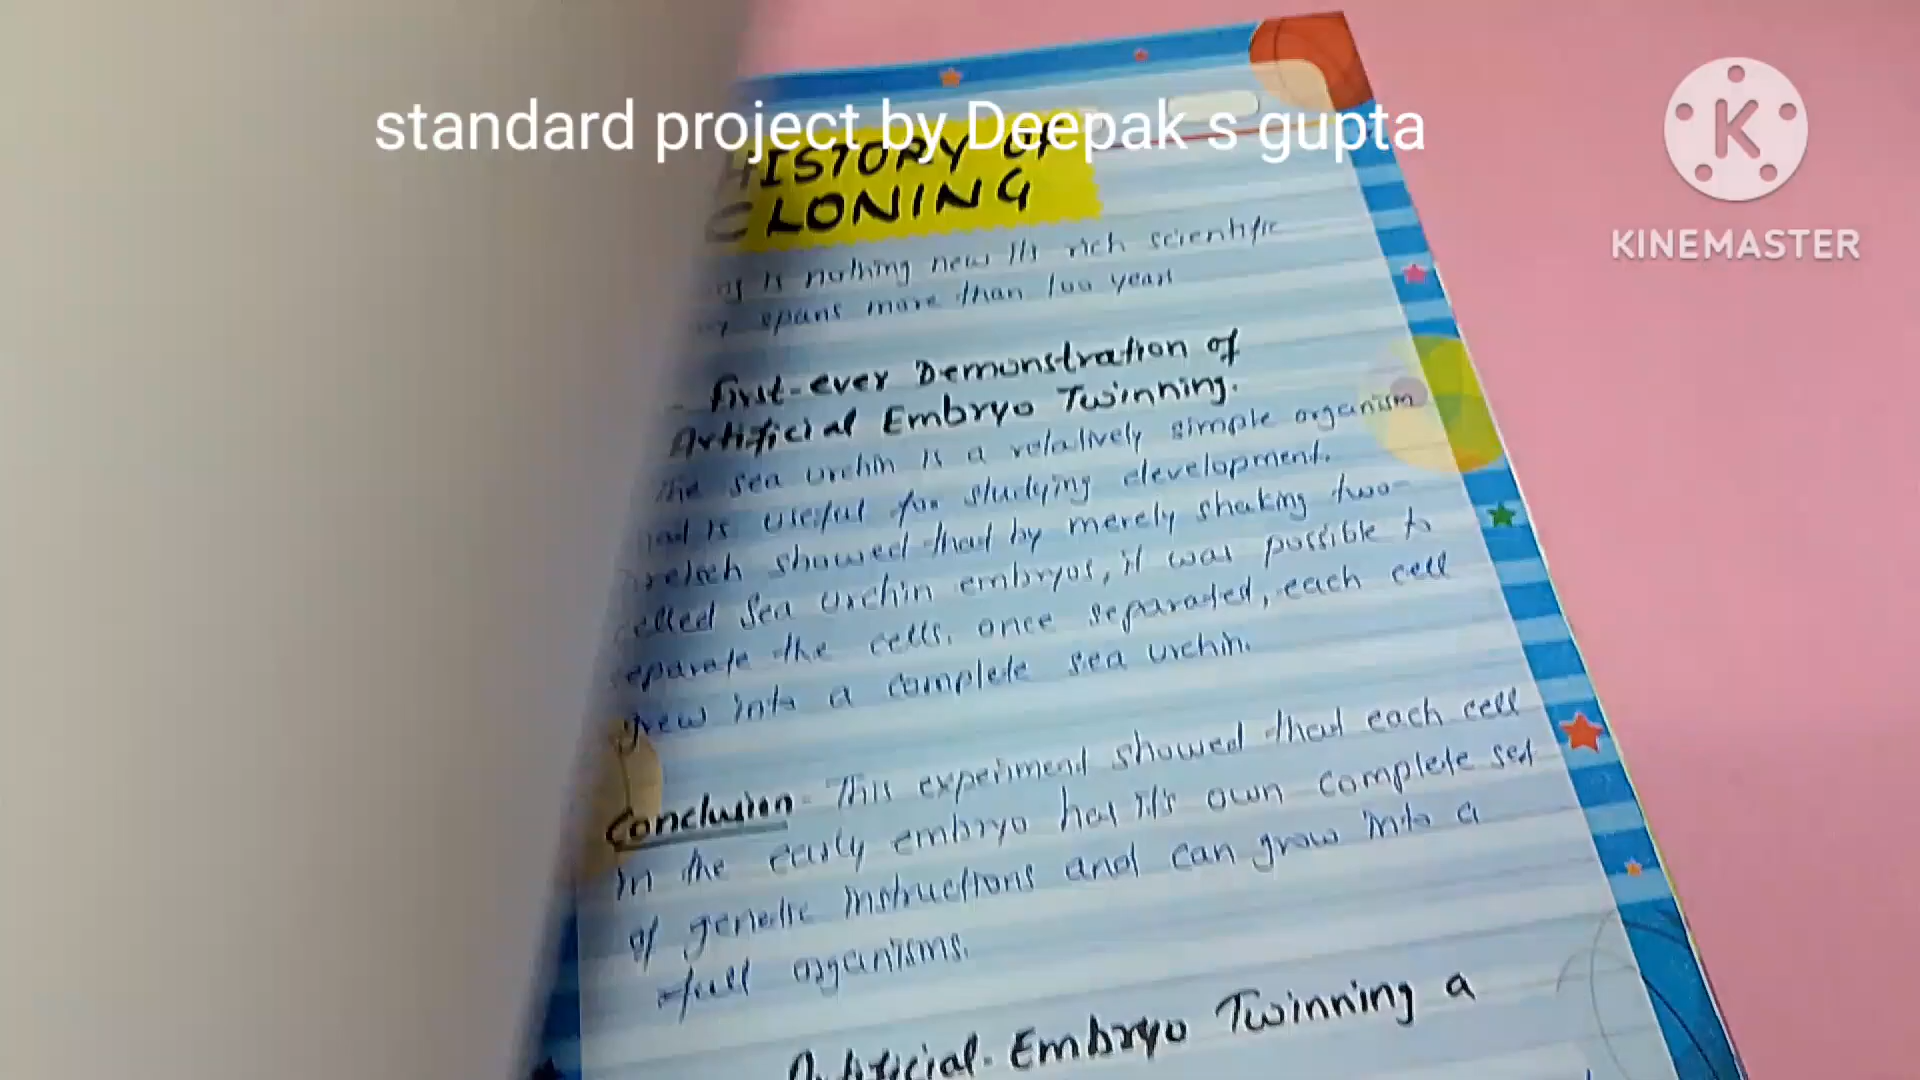 standard project by Deepak s gupta
KINEMASTER
HISTORY OF
CLONING
is nothing new Its rich scientific
spans more than 100 years
- First-ever Demonstration of
Artificial Embryo Twinning.
The sea urchin is a relatively simple organism
and is useful for studying development.
showed that by merely shaking two-
celled sea urchin embryos, it was possible to
separate the cells. once separated, each cell
grew into a complete sea urchin.
Conclusion - This experiment showed that each cell
in the early embryo has it's own complete set
of genetic instructions and can grow into a
full organisms.
Artificial - Embryo Twinning a